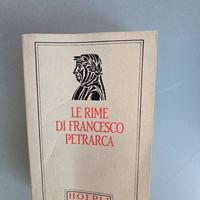 LE RIME
DI FRANCESCO
PETRARCA
HOEPLI